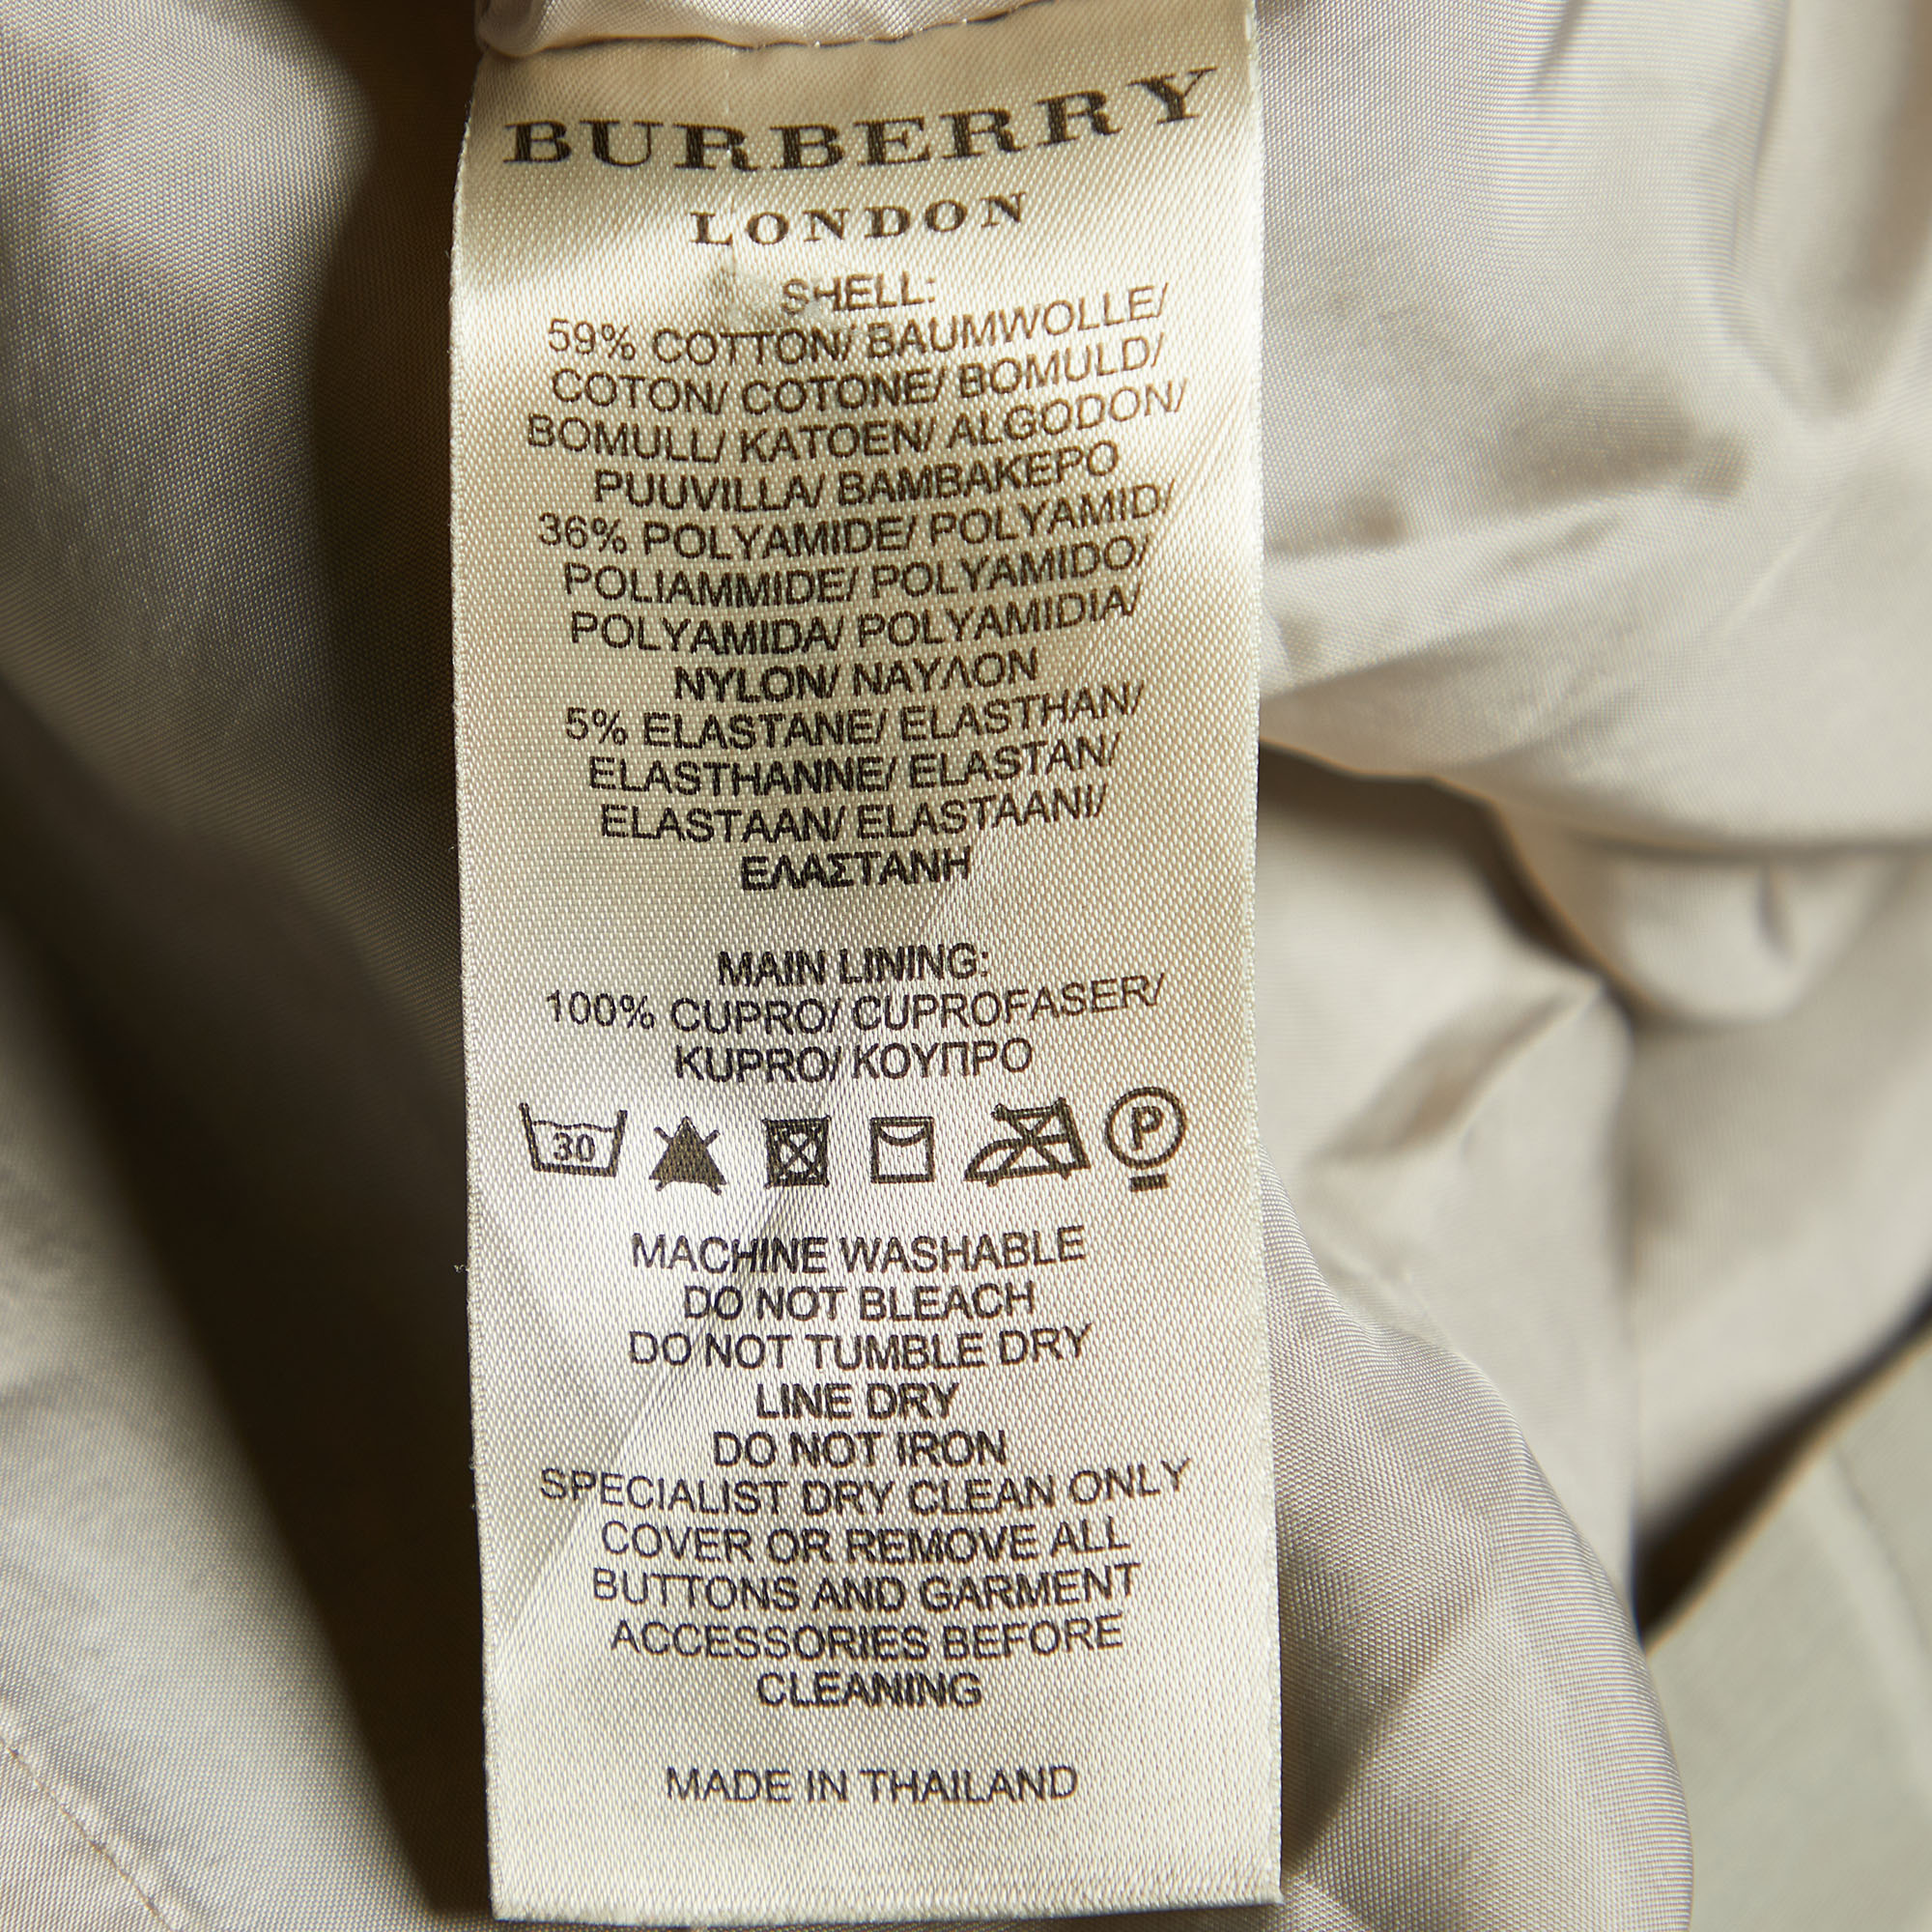 BURBERRY
LONDON
SHELL:
59% COTTON/ BAUMWOLLE/
COTON/ COTONE/ BOMULD/
BOMULL/ KATOEN/ ALGODON/
PUUVILLA/ BAMBAKEPO
36% POLYAMIDE/ POLYAMID/
POLIAMMIDE/ POLYAMIDO/
POLYAMIDA/ POLYAMIDIA/
NYLON/ ΝΑΥΛΟΝ
5% ELASTANE/ ELASTHAN/
ELASTHANNE/ ELASTAN/
ELASTAAN/ ELASTAANI/
ΕΛΑΣΤΑΝΗ
MAIN LINING:
100% CUPRO/ CUPROFASER/
KUPRO/ ΚΟΥΠΡΟ
30 P
MACHINE WASHABLE
DO NOT BLEACH
DO NOT TUMBLE DRY
LINE DRY
DO NOT IRON
SPECIALIST DRY CLEAN ONLY
COVER OR REMOVE ALL
BUTTONS AND GARMENT
ACCESSORIES BEFORE
CLEANING
MADE IN THAILAND